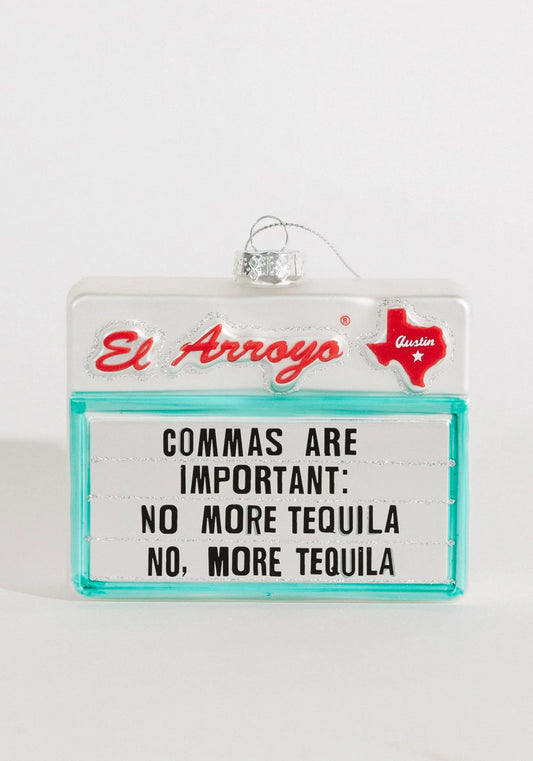 El Arroyo®
Austin
COMMAS ARE
IMPORTANT:
NO MORE TEQUILA
NO, MORE TEQUILA